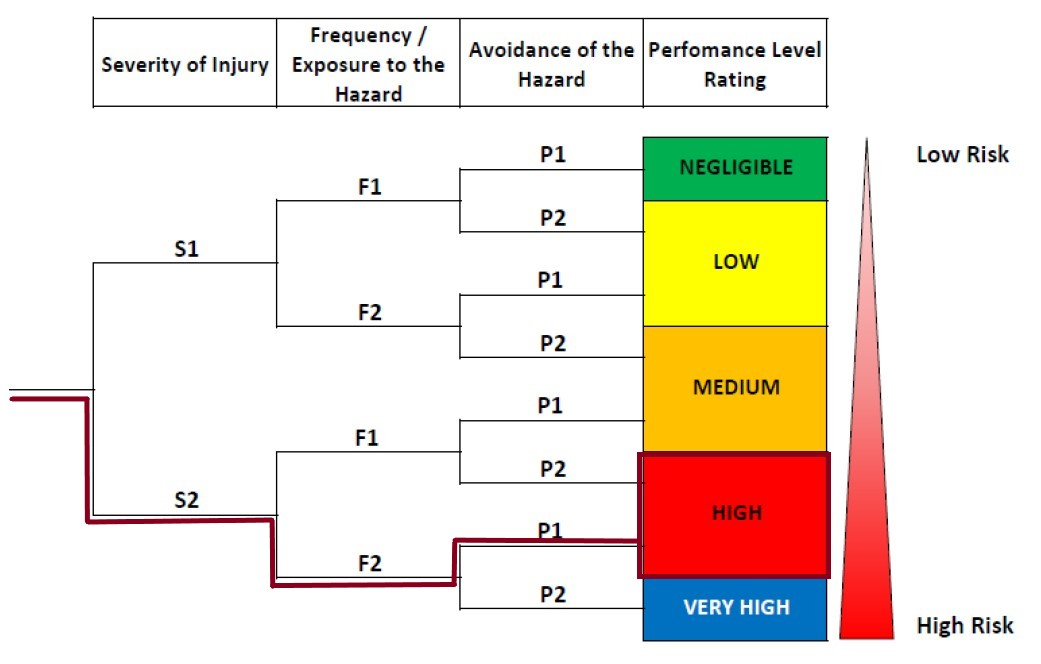 Severity of Injury
Frequency /
Exposure to the
Hazard
Avoidance of the
Hazard
Perfomance Level
Rating
P1
NEGLIGIBLE
Low Risk
F1
P2
S1
LOW
P1
F2
P2
MEDIUM
P1
F1
P2
S2
HIGH
P1
F2
P2
VERY HIGH
High Risk